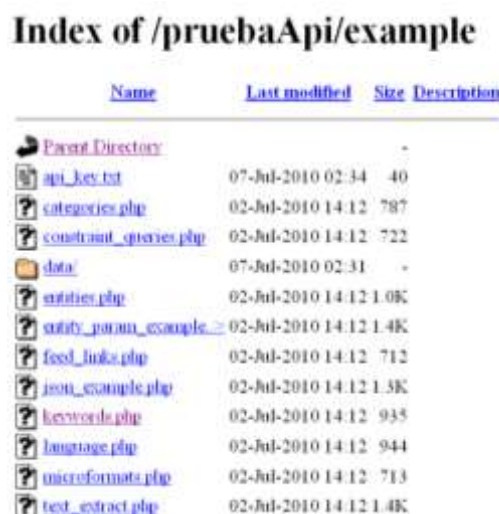 Index of /pruebaApi/example
Name Last modified Size Description
Parent Directory -
api_key.txt 07-Jul-2010 02:34 40
categories.php 02-Jul-2010 14:12 787
constraint_queries.php 02-Jul-2010 14:12 722
data/ 07-Jul-2010 02:31 -
entities.php 02-Jul-2010 14:12 1.0K
entity_param_example..> 02-Jul-2010 14:12 1.4K
feed_links.php 02-Jul-2010 14:12 712
json_example.php 02-Jul-2010 14:12 1.3K
keywords.php 02-Jul-2010 14:12 935
language.php 02-Jul-2010 14:12 944
microformats.php 02-Jul-2010 14:12 713
text_extract.php 02-Jul-2010 14:12 1.4K